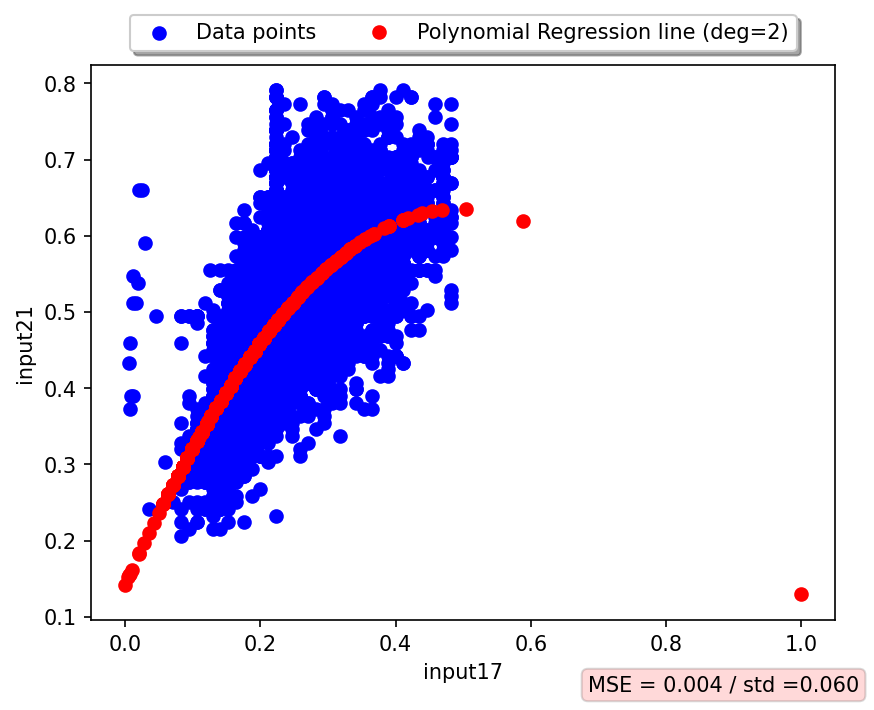 Data points
Polynomial Regression line (deg=2)
0.8
0.7
0.6
0.5
0.4
0.3
0.2
0.1
input21
0.0 0.2 0.4 0.6 0.8 1.0
input17
MSE = 0.004 / std =0.060